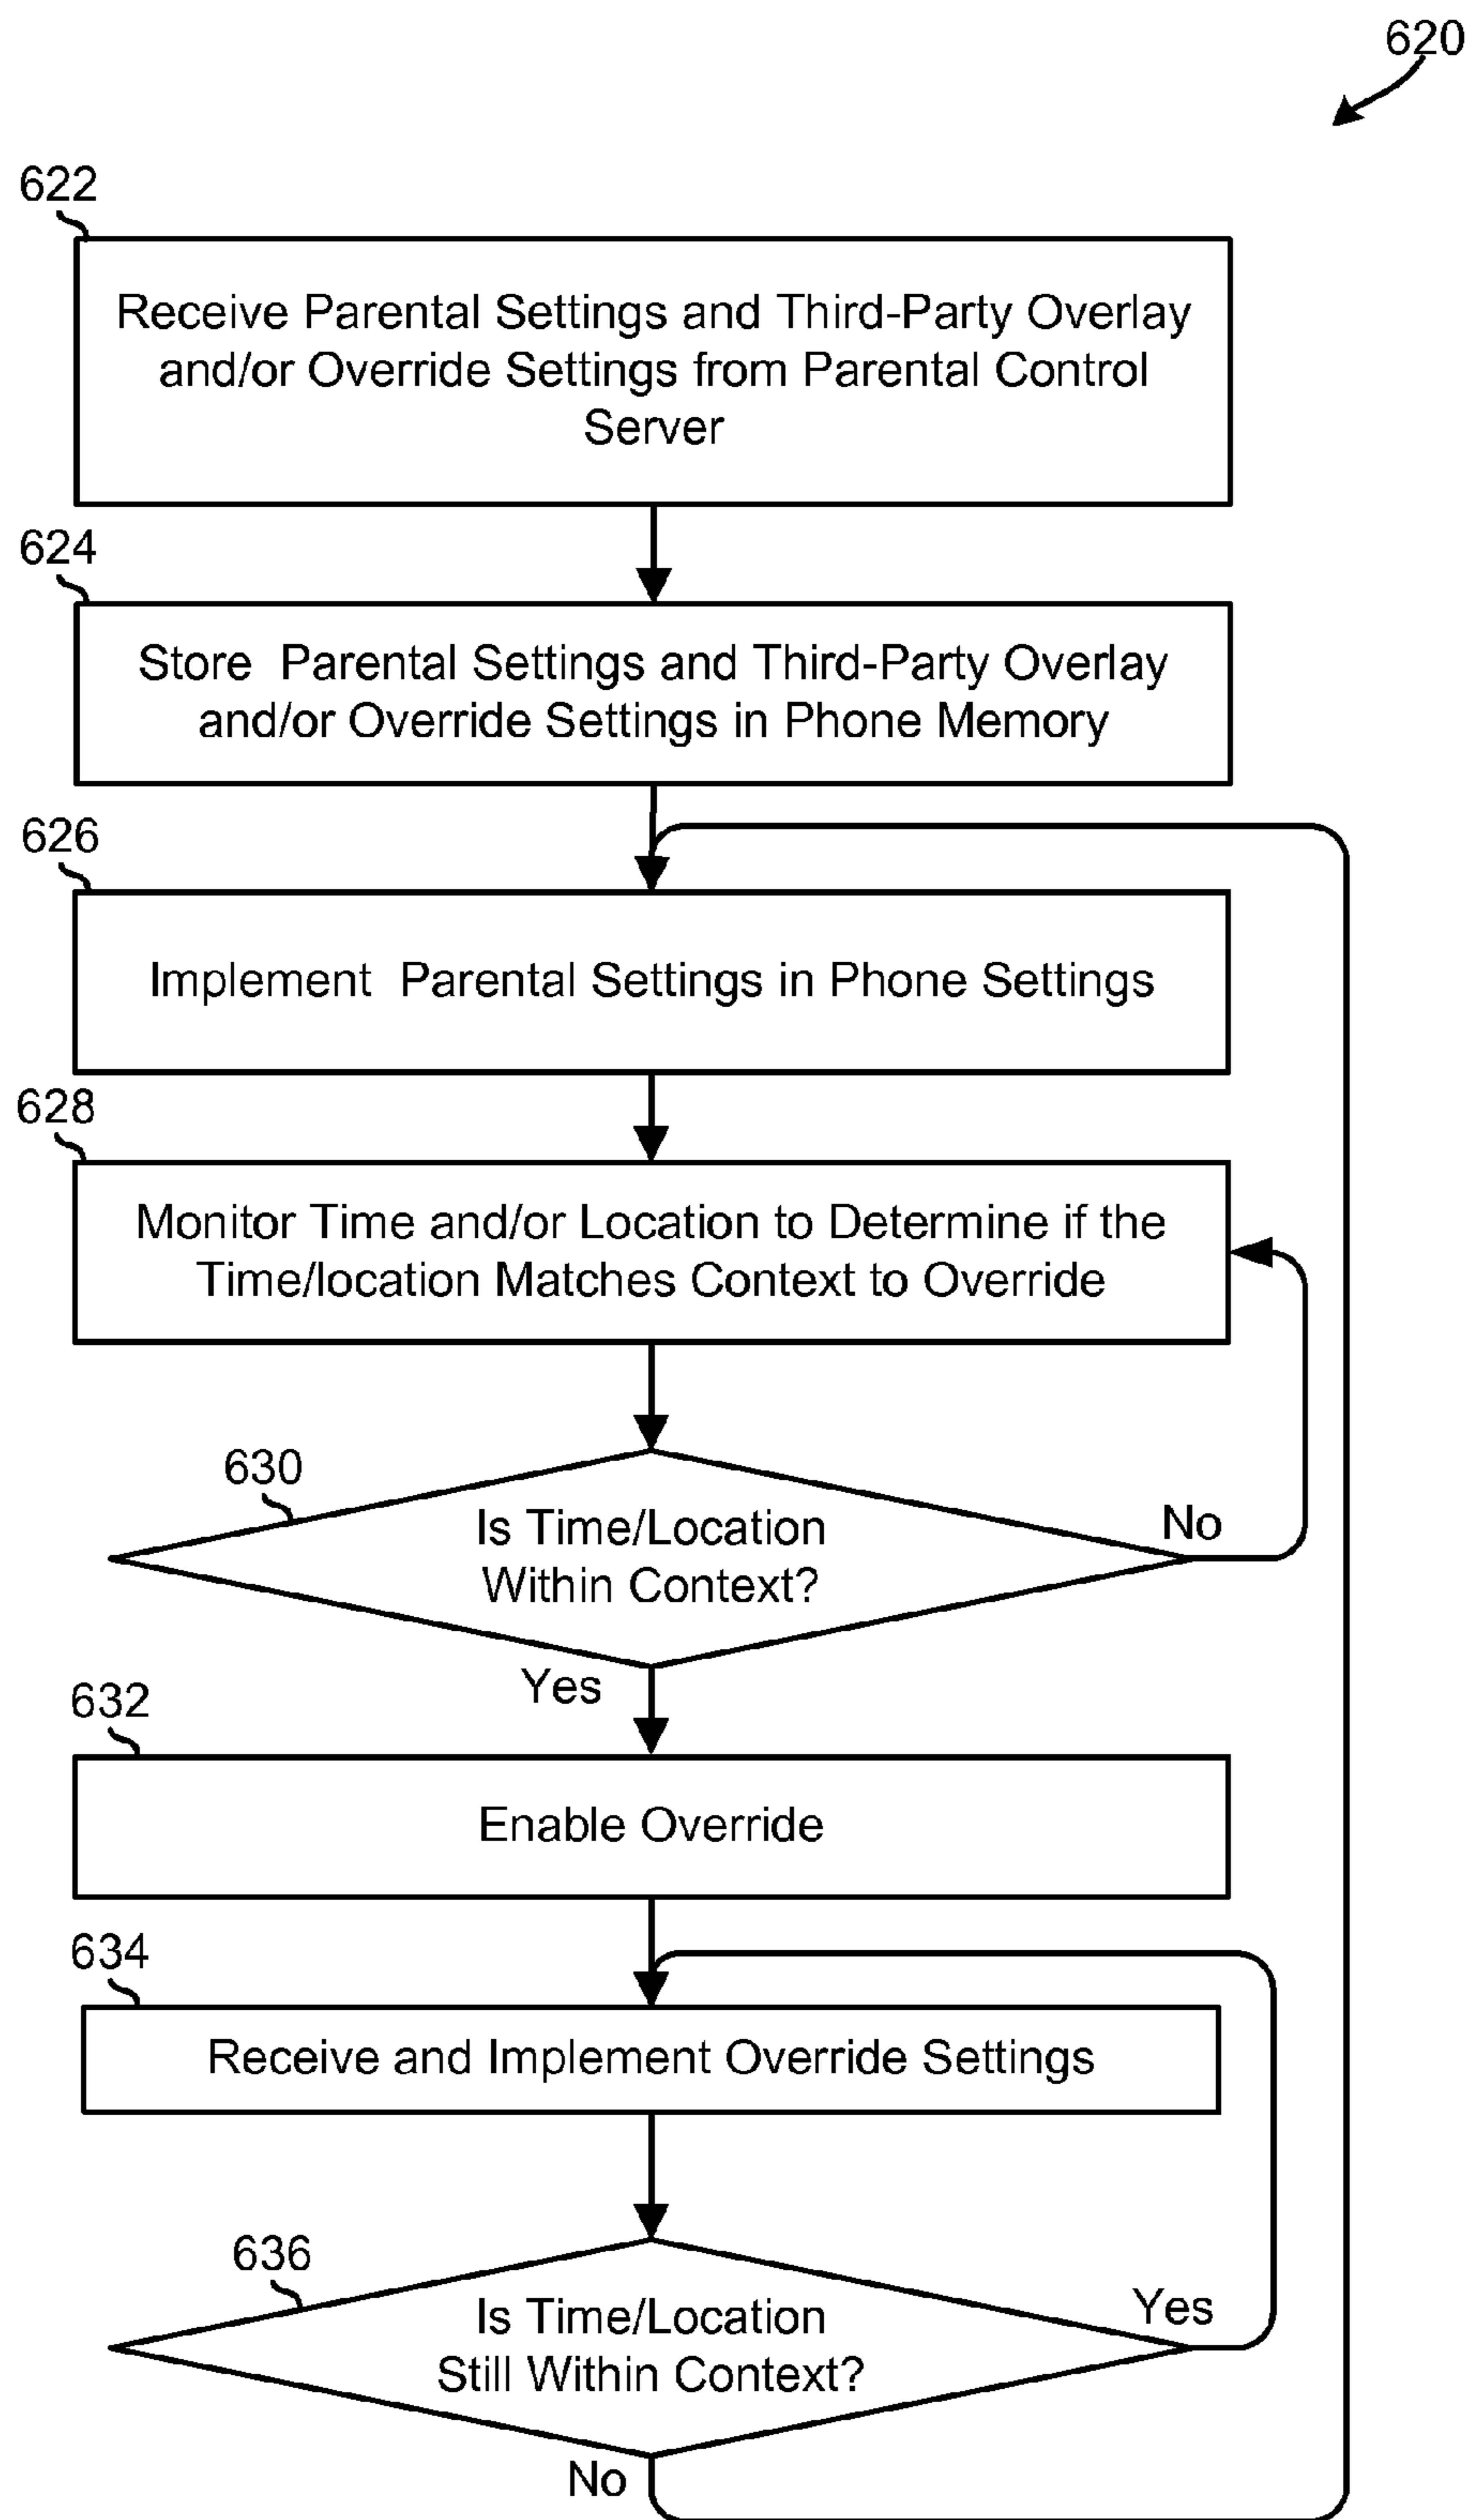 620
622
Receive Parental Settings and Third-Party Overlay
and/or Override Settings from Parental Control
Server
624
Store Parental Settings and Third-Party Overlay
and/or Override Settings in Phone Memory
626
Implement Parental Settings in Phone Settings
628
Monitor Time and/or Location to Determine if the
Time/location Matches Context to Override
630
Is Time/Location
Within Context?
No
Yes
632
Enable Override
634
Receive and Implement Override Settings
636
Is Time/Location
Still Within Context?
Yes
No